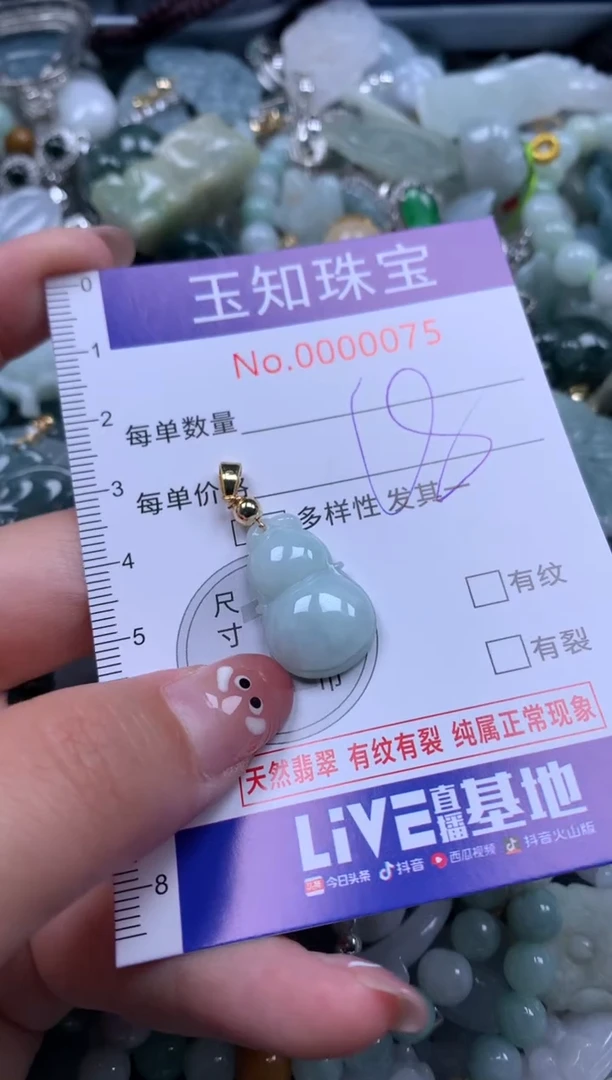 0
玉知珠宝
No.0000075
1
2
每单数量
18
3
每单价格
多样性 发其一
4
尺
寸
有纹
5
有裂
天然翡翠 有纹有裂 纯属正常现象
LiVE直播基地
8
头条 今日头条 抖音 西瓜视频 抖音火山版